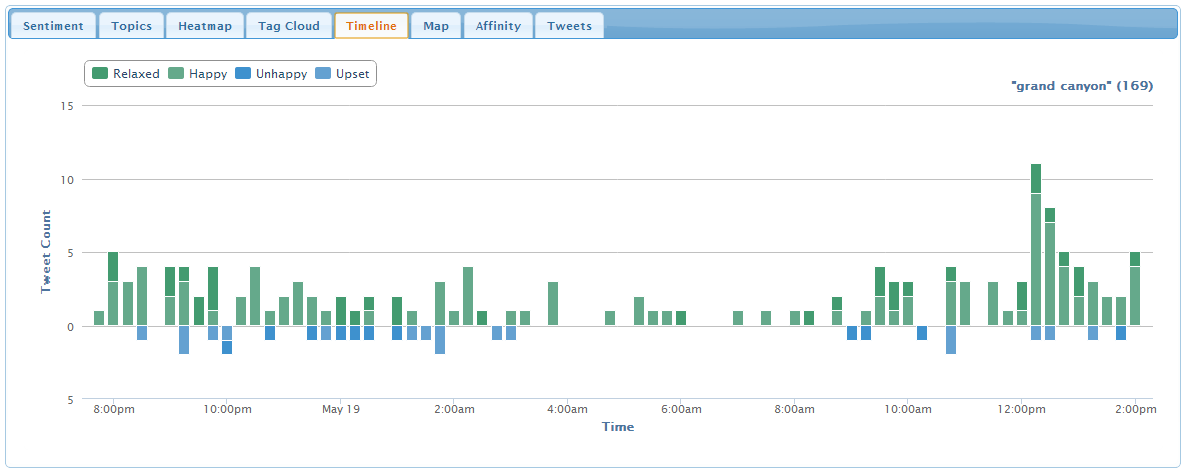 Sentiment Topics Heatmap Tag Cloud Timeline Map Affinity Tweets
Relaxed Happy Unhappy Upset
"grand canyon" (169)
15
10
5
0
5
Tweet Count
8:00pm 10:00pm May 19 2:00am 4:00am 6:00am 8:00am 10:00am 12:00pm 2:00pm
Time